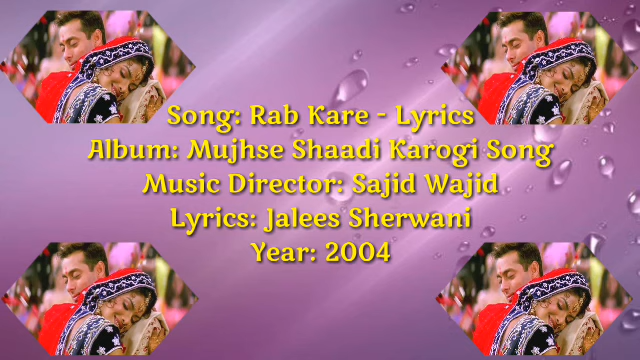 Song: Rab Kare - Lyrics
Album: Mujhse Shaadi Karogi Song
Music Director: Sajid Wajid
Lyrics: Jalees Sherwani
Year: 2004